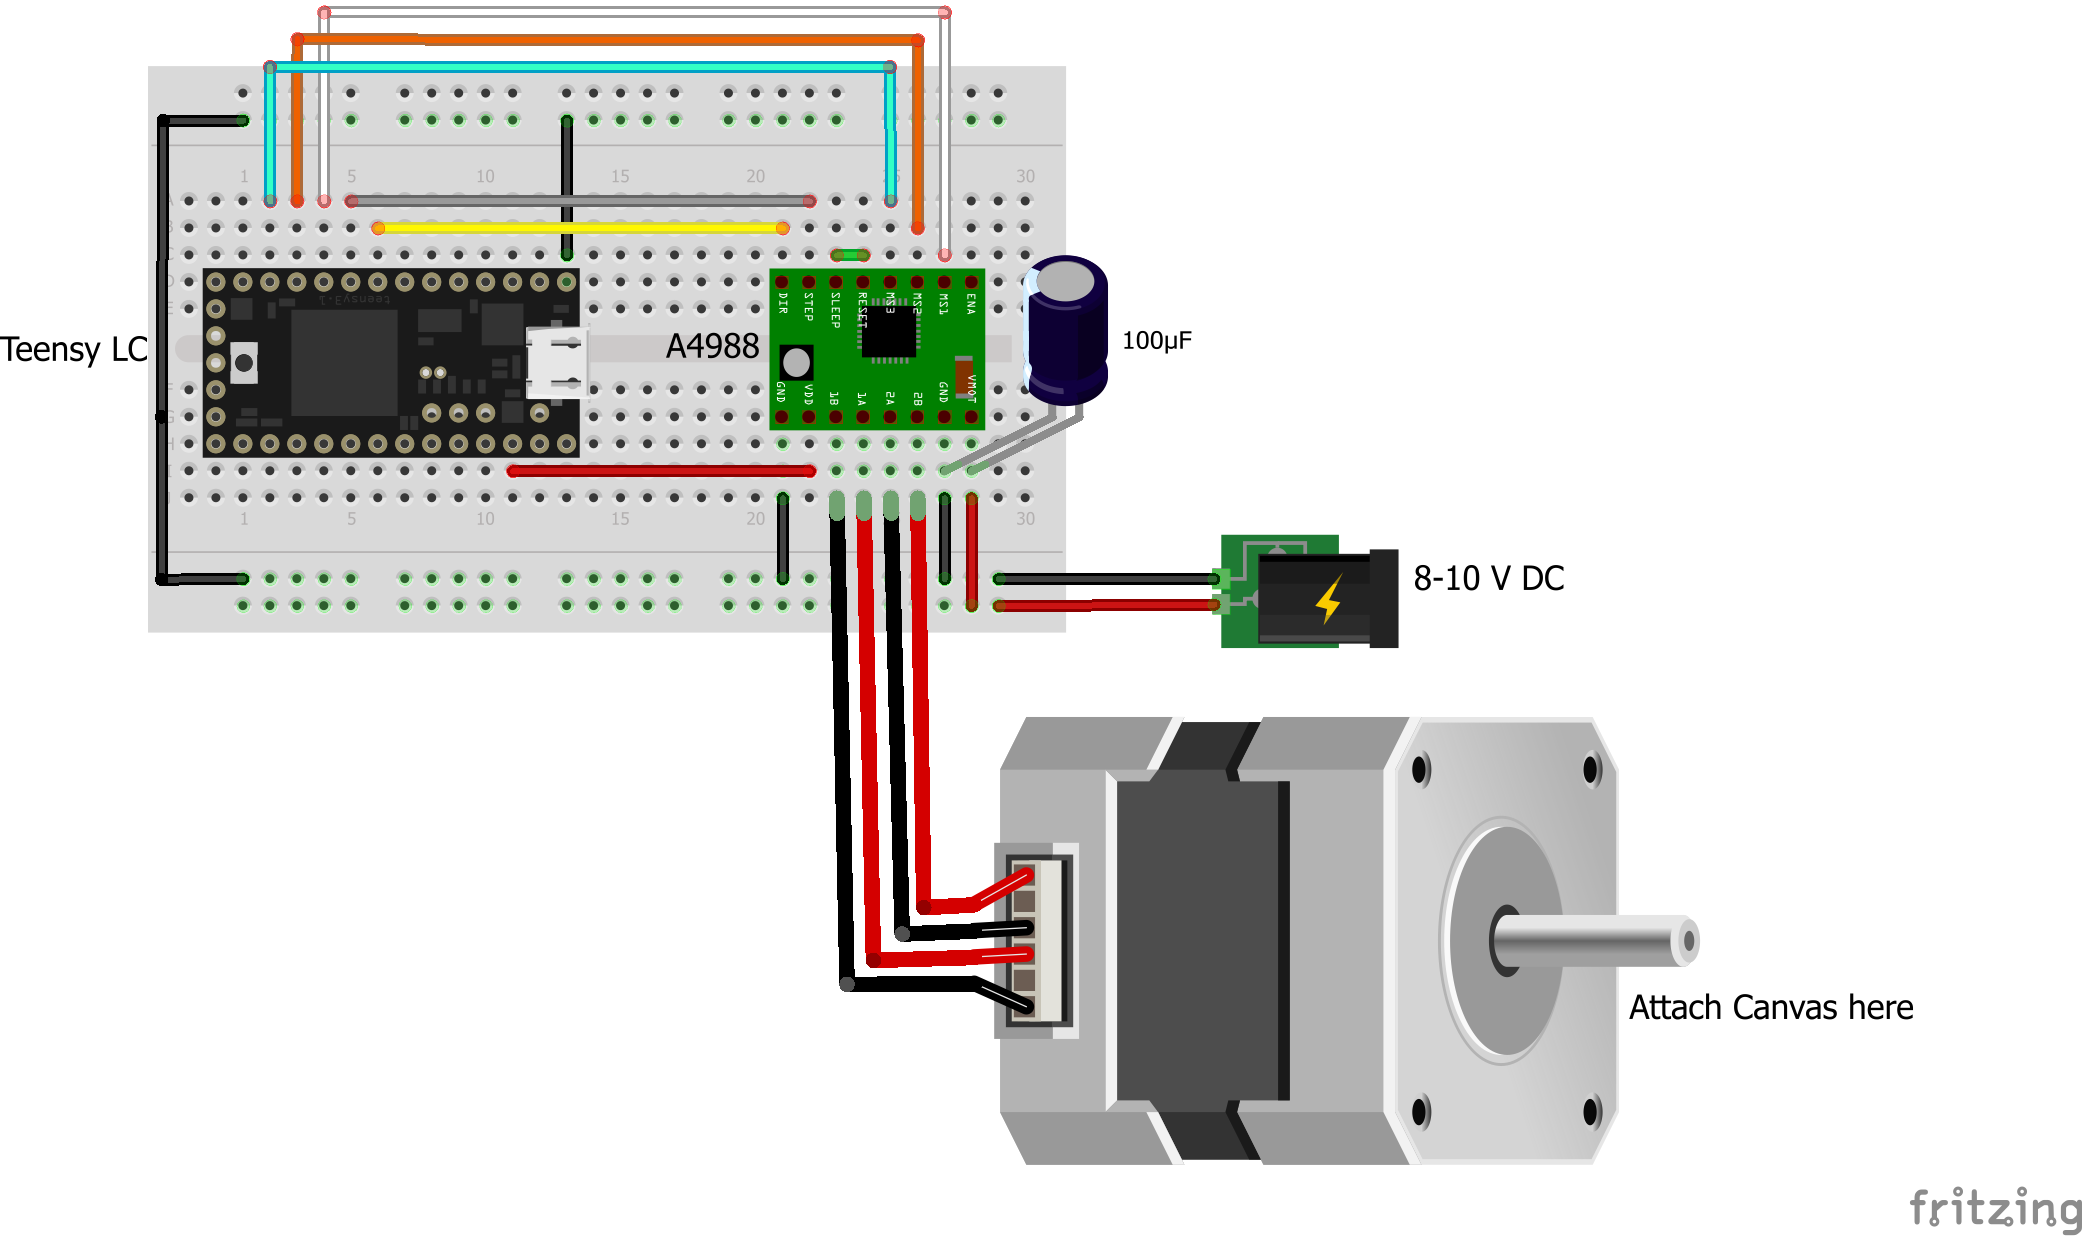 1 5 10 15 20 30
teensy3-1
DIR STEP SLEEP RESET MS3 MS2 MS1 ENA
Teensy LC
A4988
100µF
GND VDD 1B 1A 2A 2B GND VMOT
1 5 10 15 20 30
8-10 V DC
Attach Canvas here
fritzing